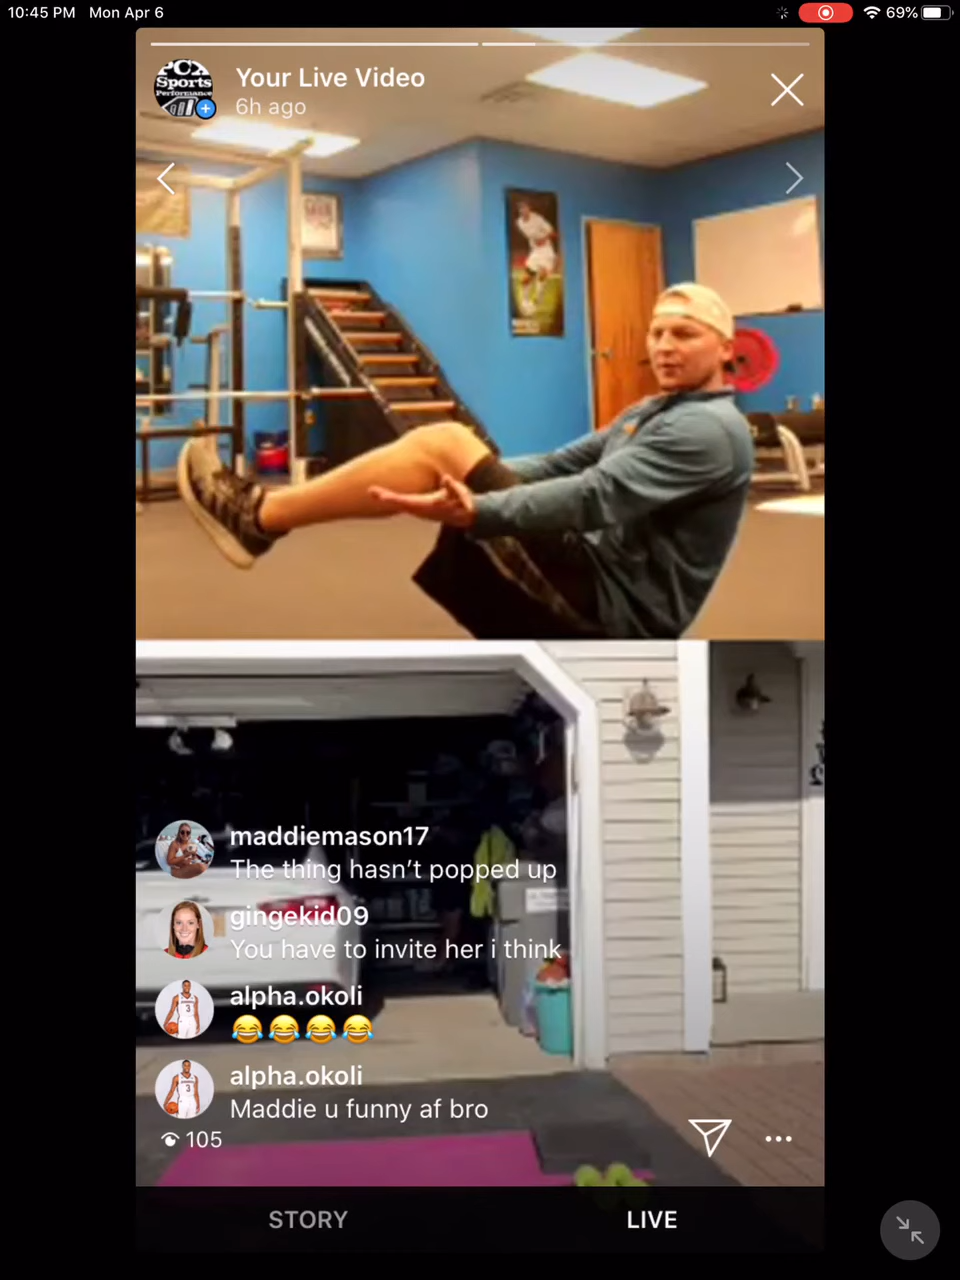 10:45 PM Mon Apr 6
69%
PCX
Sports
Performance
Your Live Video
6h ago
maddiemason17
The thing hasn't popped up
gingekid09
You have to invite her i think
alpha.okoli
😂😂😂😂
alpha.okoli
Maddie u funny af bro
105
STORY
LIVE